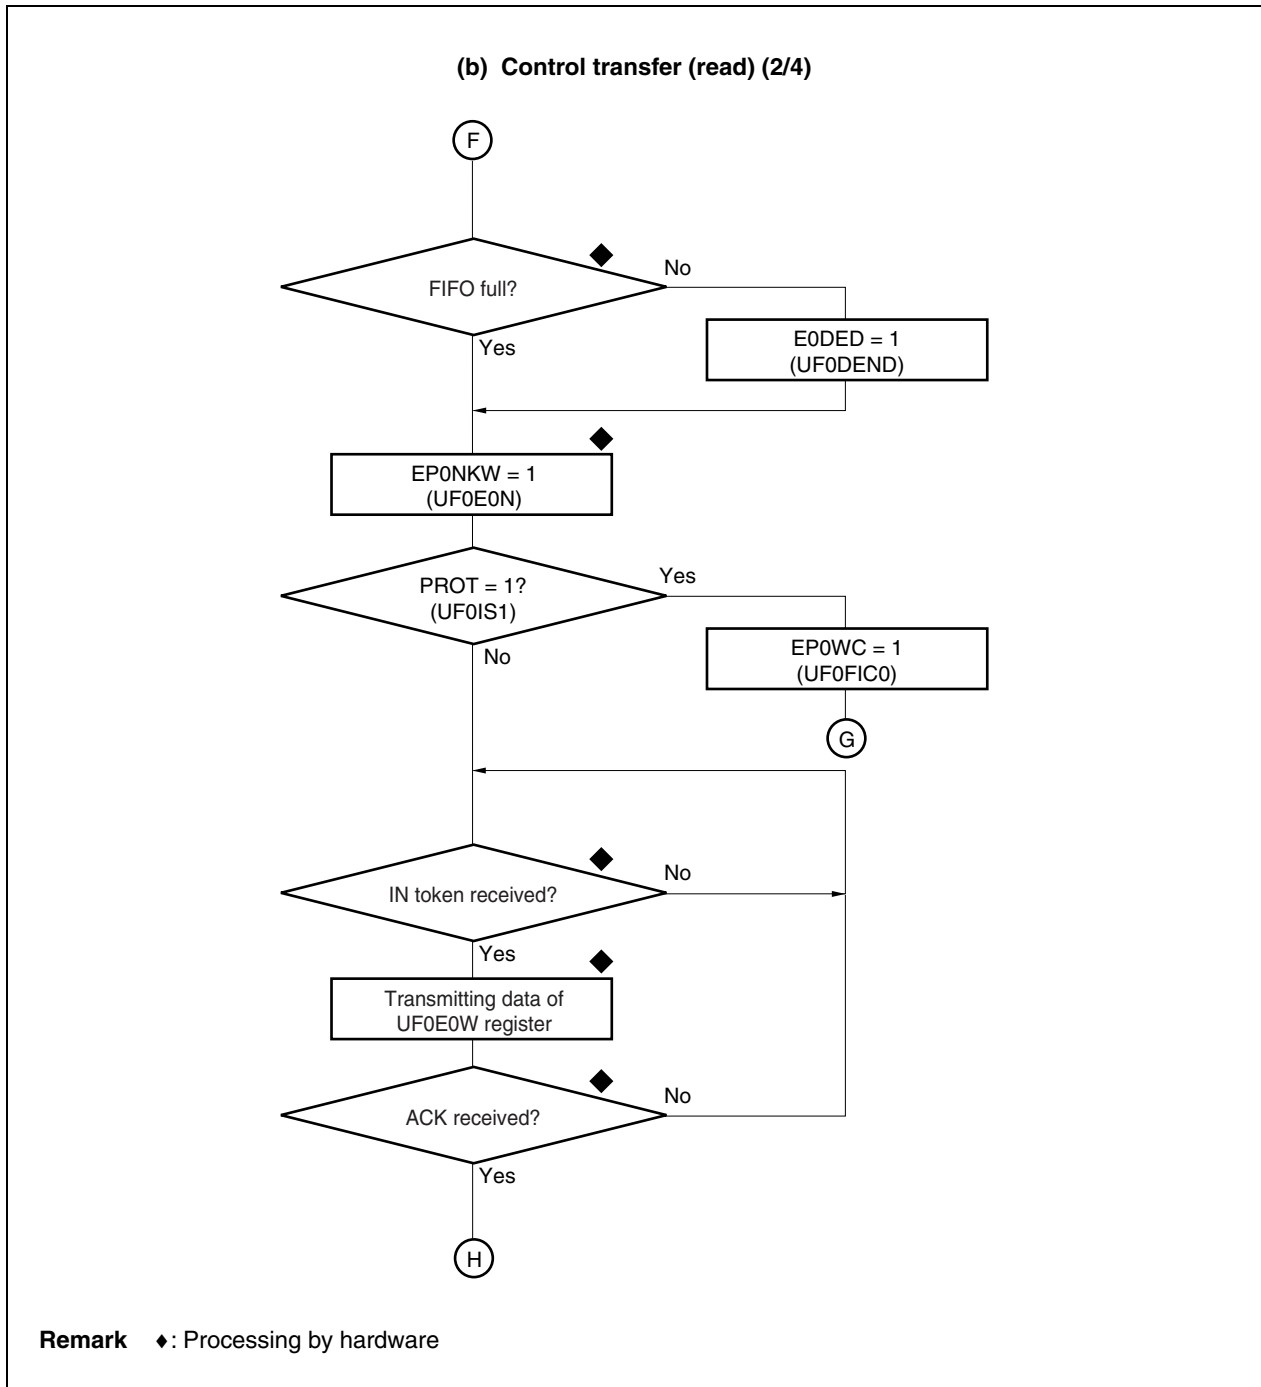 (b) Control transfer (read) (2/4)
F
FIFO full?
No
E0DED = 1
(UF0DEND)
Yes
EP0NKW = 1
(UF0E0N)
PROT = 1?
(UF0IS1)
Yes
EP0WC = 1
(UF0FIC0)
No
G
IN token received?
No
Yes
Transmitting data of
UF0E0W register
ACK received?
No
Yes
H
Remark ♦: Processing by hardware